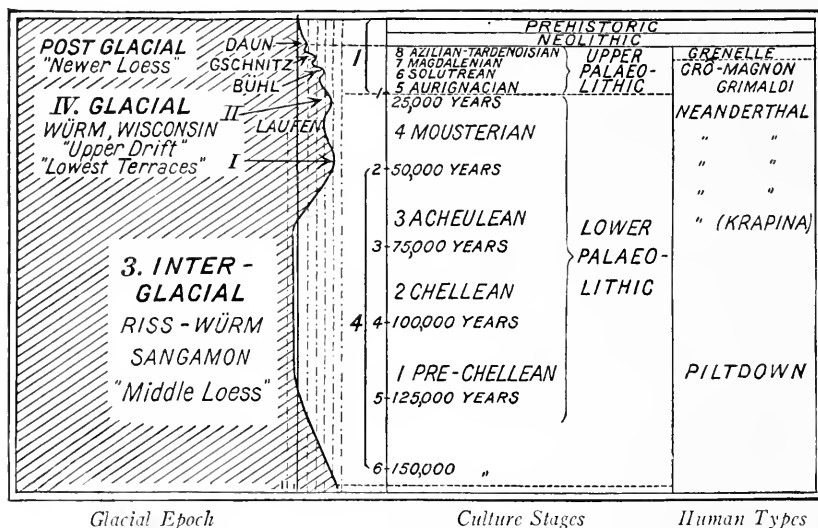 POST GLACIAL
"Newer Loess"
DAUN
GSCHNITZ
BÜHL
IV. GLACIAL
WÜRM, WISCONSIN
"Upper Drift"
"Lowest Terraces"
II
LAUFEN
I
3. INTER-
GLACIAL
RISS-WÜRM
SANGAMON
"Middle Loess"
1
4
PREHISTORIC
NEOLITHIC
8 AZILIAN-TARDENOISIAN
7 MAGDALENIAN
6 SOLUTREAN
5 AURIGNACIAN
1 25,000 YEARS
4 MOUSTERIAN
2 50,000 YEARS
3 ACHEULEAN
3 75,000 YEARS
2 CHELLEAN
4 100,000 YEARS
1 PRE-CHELLEAN
5 125,000 YEARS
6 150,000 "
UPPER
PALAEO-
LITHIC
LOWER
PALAEO-
LITHIC
GRENELLE
CRÔ-MAGNON
GRIMALDI
NEANDERTHAL
" "
" "
" "
" (KRAPINA)
PILTDOWN
Glacial Epoch
Culture Stages
Human Types